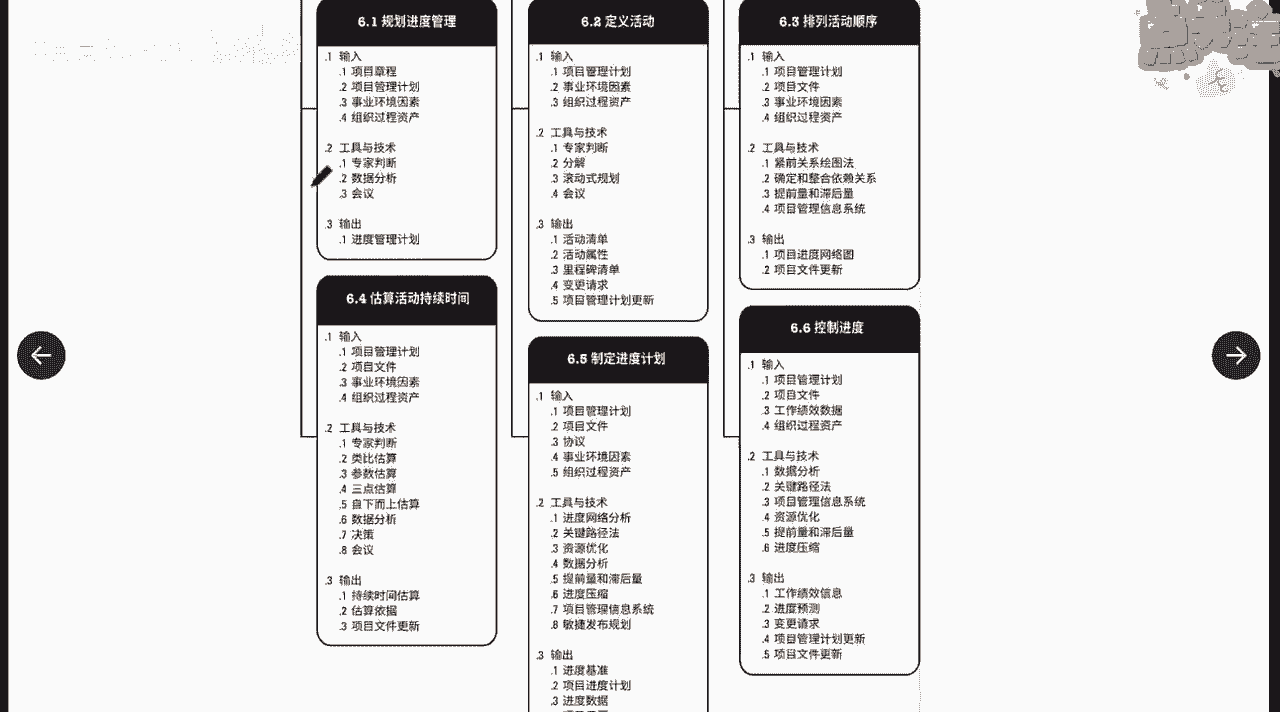 6.1 规划进度管理
.1 输入
.1 项目章程
.2 项目管理计划
.3 事业环境因素
.4 组织过程资产
.2 工具与技术
.1 专家判断
.2 数据分析
.3 会议
.3 输出
.1 进度管理计划
6.2 定义活动
.1 输入
.1 项目管理计划
.2 事业环境因素
.3 组织过程资产
.2 工具与技术
.1 专家判断
.2 分解
.3 滚动式规划
.4 会议
.3 输出
.1 活动清单
.2 活动属性
.3 里程碑清单
.4 变更请求
.5 项目管理计划更新
6.3 排列活动顺序
.1 输入
.1 项目管理计划
.2 项目文件
.3 事业环境因素
.4 组织过程资产
.2 工具与技术
.1 紧前关系绘图法
.2 确定和整合依赖关系
.3 提前量和滞后量
.4 项目管理信息系统
.3 输出
.1 项目进度网络图
.2 项目文件更新
6.4 估算活动持续时间
.1 输入
.1 项目管理计划
.2 项目文件
.3 事业环境因素
.4 组织过程资产
.2 工具与技术
.1 专家判断
.2 类比估算
.3 参数估算
.4 三点估算
.5 自下而上估算
.6 数据分析
.7 决策
.8 会议
.3 输出
.1 持续时间估算
.2 估算依据
.3 项目文件更新
6.5 制定进度计划
.1 输入
.1 项目管理计划
.2 项目文件
.3 协议
.4 事业环境因素
.5 组织过程资产
.2 工具与技术
.1 进度网络分析
.2 关键路径法
.3 资源优化
.4 数据分析
.5 提前量和滞后量
.6 进度压缩
.7 项目管理信息系统
.8 敏捷发布规划
.3 输出
.1 进度基准
.2 项目进度计划
.3 进度数据
6.6 控制进度
.1 输入
.1 项目管理计划
.2 项目文件
.3 工作绩效数据
.4 组织过程资产
.2 工具与技术
.1 数据分析
.2 关键路径法
.3 项目管理信息系统
.4 资源优化
.5 提前量和滞后量
.6 进度压缩
.3 输出
.1 工作绩效信息
.2 进度预测
.3 变更请求
.4 项目管理计划更新
.5 项目文件更新